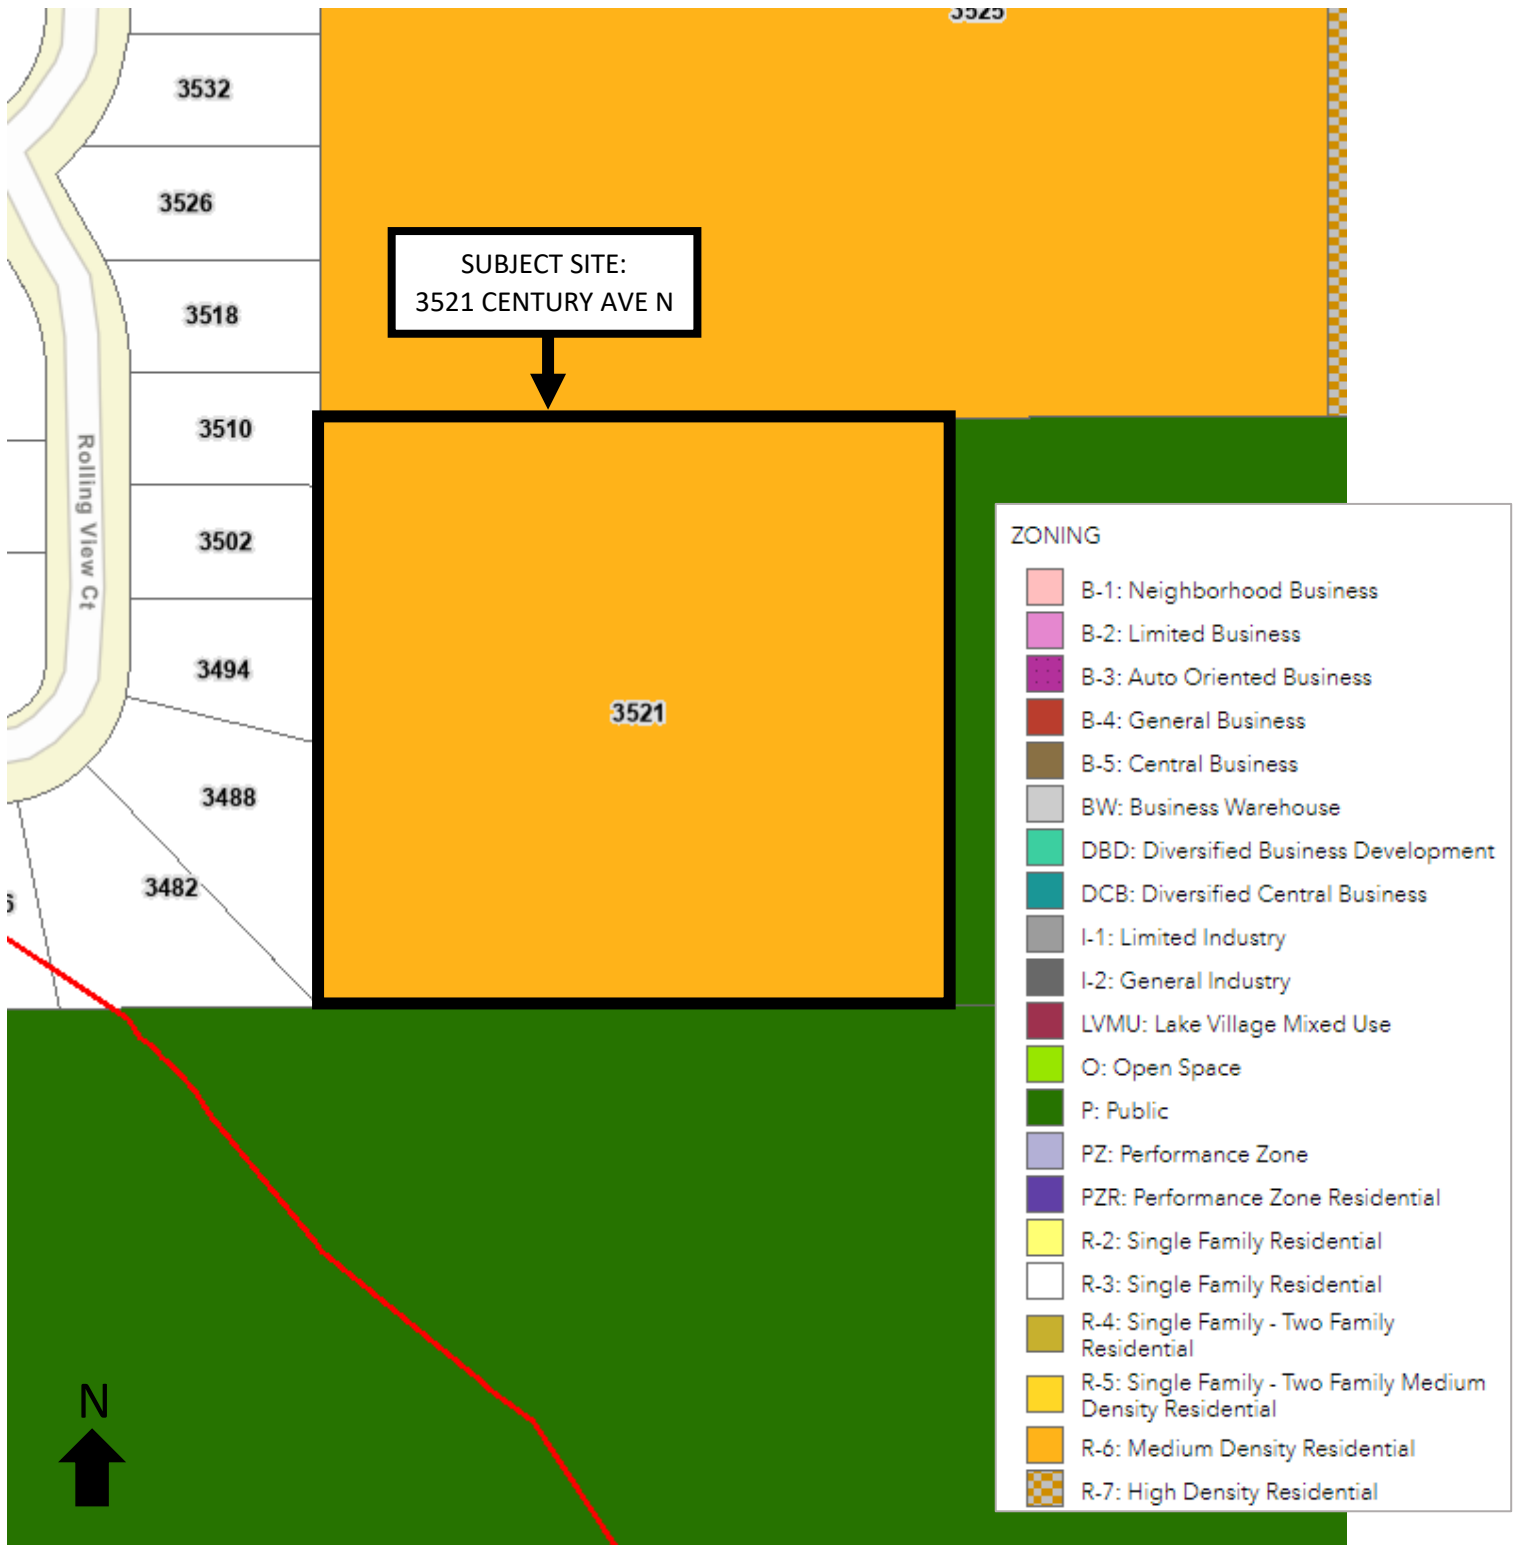 3525
3532
3526
SUBJECT SITE:
3521 CENTURY AVE N
3518
3510
Rolling View Ct
3502
3494
3521
3488
3482
N
ZONING
B-1: Neighborhood Business
B-2: Limited Business
B-3: Auto Oriented Business
B-4: General Business
B-5: Central Business
BW: Business Warehouse
DBD: Diversified Business Development
DCB: Diversified Central Business
I-1: Limited Industry
I-2: General Industry
LVMU: Lake Village Mixed Use
O: Open Space
P: Public
PZ: Performance Zone
PZR: Performance Zone Residential
R-2: Single Family Residential
R-3: Single Family Residential
R-4: Single Family - Two Family
Residential
R-5: Single Family - Two Family Medium
Density Residential
R-6: Medium Density Residential
R-7: High Density Residential